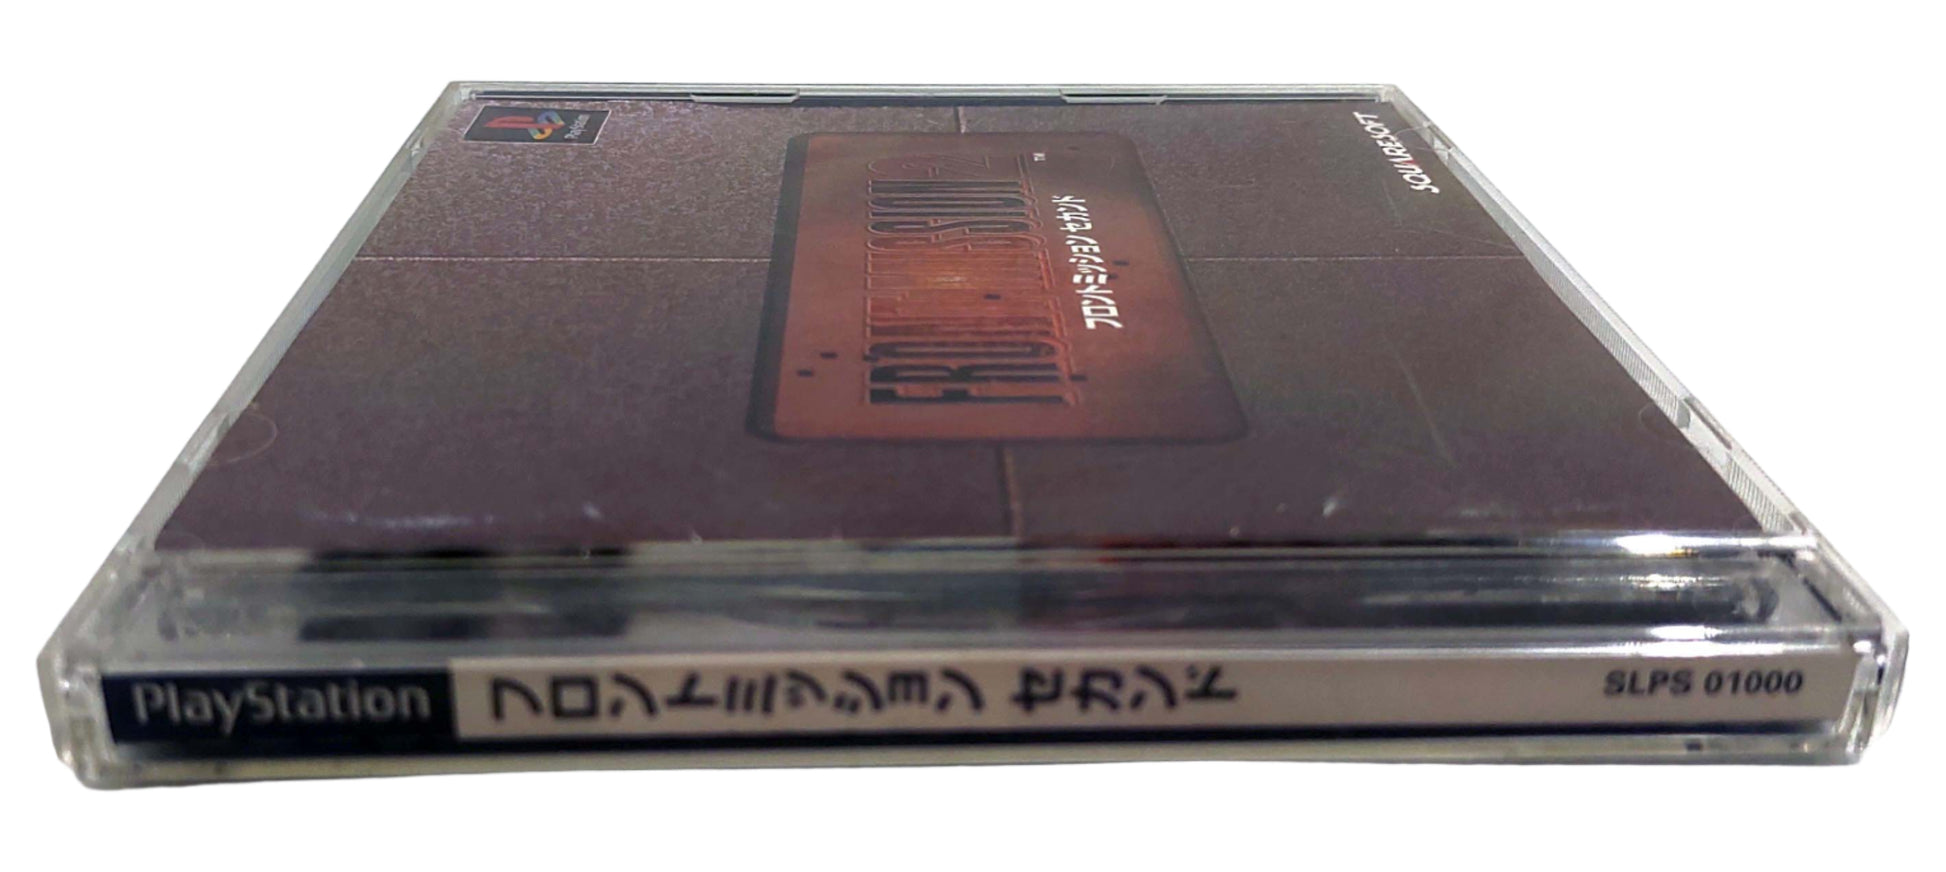 PlayStation
FRONT MISSION 2 ™
フロントミッション セカンド
SQUARESOFT
PlayStation フロントミッション セカンド SLPS 01000